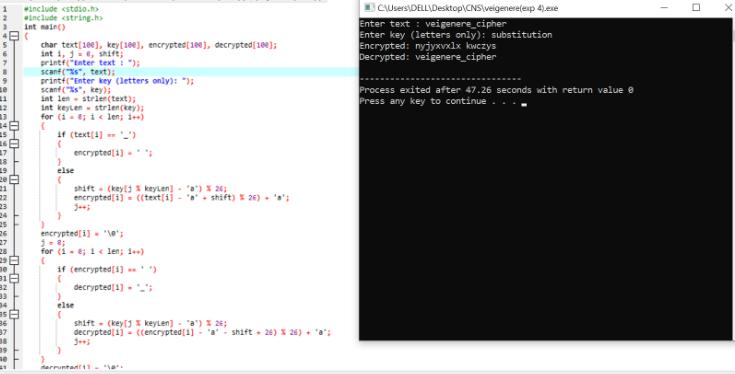 1 #include <stdio.h>
2 #include <string.h>
3 int main()
4 {
5 char text[100], key[100], encrypted[100], decrypted[100];
6 int i, j = 0, shift;
7 printf("Enter text : ");
8 scanf("%s", text);
9 printf("Enter key (letters only): ");
10 scanf("%s", key);
11 int len = strlen(text);
12 int keyLen = strlen(key);
13 for (i = 0; i < len; i++)
14 {
15 if (text[i] == '_')
16 {
17 encrypted[i] = ' ';
18 }
19 else
20 {
21 shift = (key[j % keyLen] - 'a') % 26;
22 encrypted[i] = ((text[i] - 'a' + shift) % 26) + 'a';
23 j++;
24 }
25 }
26 encrypted[i] = '\0';
27 j = 0;
28 for (i = 0; i < len; i++)
29 {
30 if (encrypted[i] == ' ')
31 {
32 decrypted[i] = '_';
33 }
34 else
35 {
36 shift = (key[j % keyLen] - 'a') % 26;
37 decrypted[i] = ((encrypted[i] - 'a' - shift + 26) % 26) + 'a';
38 j++;
39 }
40 }
41 decrypted[i] = '\0';
C:\Users\DELL\Desktop\CNS\veigenere(exp 4).exe
Enter text : veigenere_cipher
Enter key (letters only): substitution
Encrypted: nyjyxvxlx kwczys
Decrypted: veigenere_cipher
--------------------------------
Process exited after 47.26 seconds with return value 0
Press any key to continue . . .